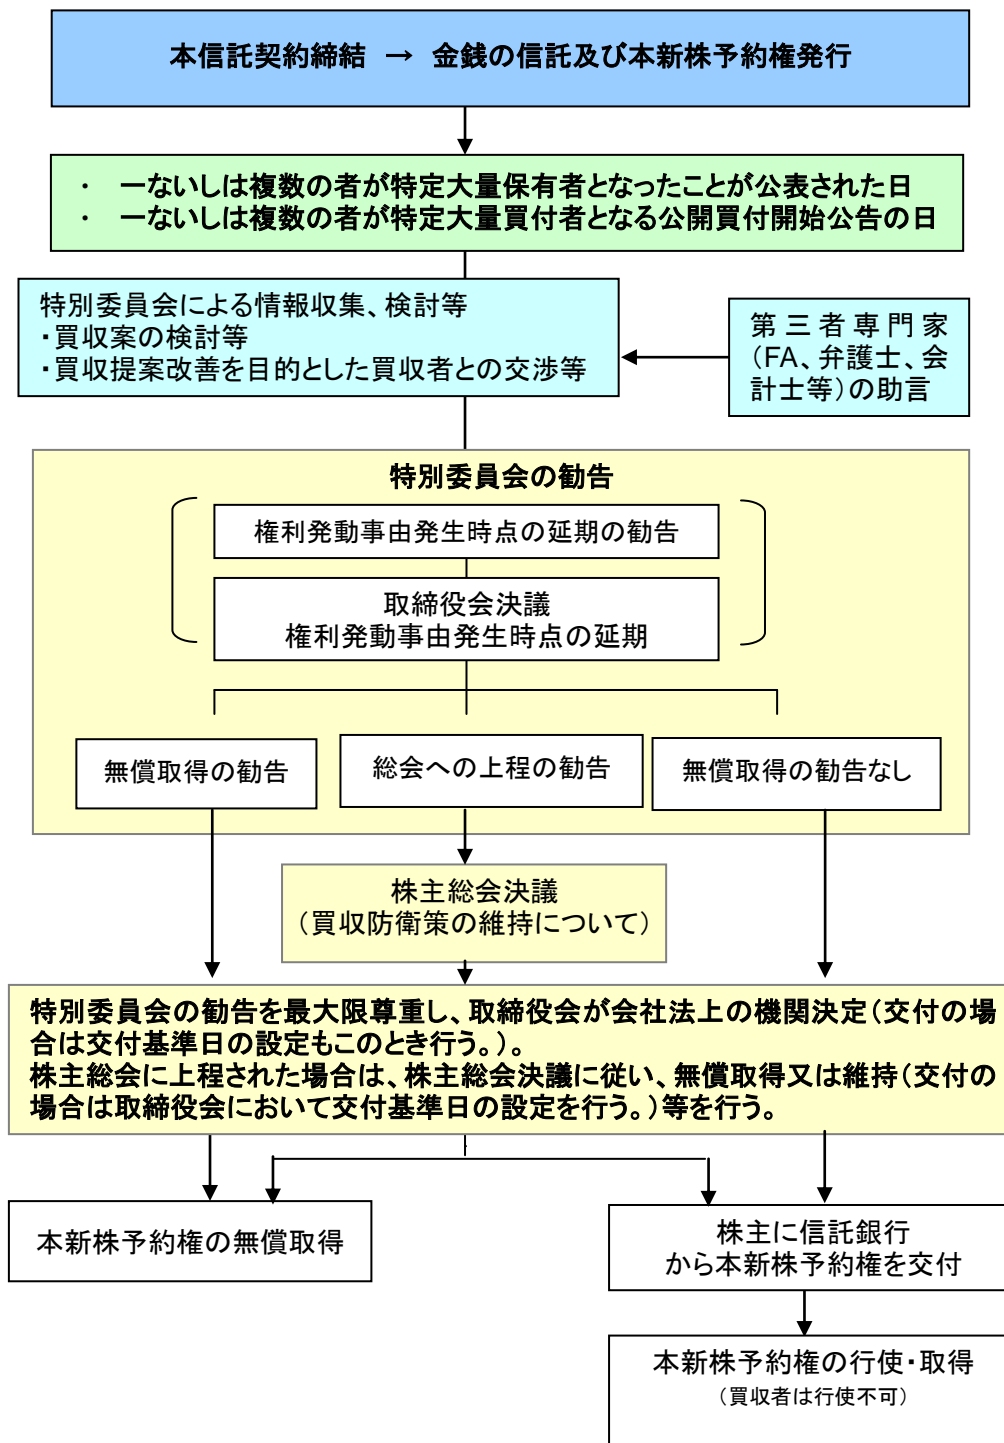 本信託契約締結 → 金銭の信託及び本新株予約権発行
・ 一ないしは複数の者が特定大量保有者となったことが公表された日
・ 一ないしは複数の者が特定大量買付者となる公開買付開始公告の日
特別委員会による情報収集、検討等
・買収案の検討等
・買収提案改善を目的とした買収者との交渉等
第三者専門家
（FA、弁護士、会
計士等）の助言
特別委員会の勧告
権利発動事由発生時点の延期の勧告
取締役会決議
権利発動事由発生時点の延期
無償取得の勧告
総会への上程の勧告
無償取得の勧告なし
株主総会決議
（買収防衛策の維持について）
特別委員会の勧告を最大限尊重し、取締役会が会社法上の機関決定（交付の場
合は交付基準日の設定もこのとき行う。）。
株主総会に上程された場合は、株主総会決議に従い、無償取得又は維持（交付の
場合は取締役会において交付基準日の設定を行う。）等を行う。
本新株予約権の無償取得
株主に信託銀行
から本新株予約権を交付
本新株予約権の行使・取得
（買収者は行使不可）